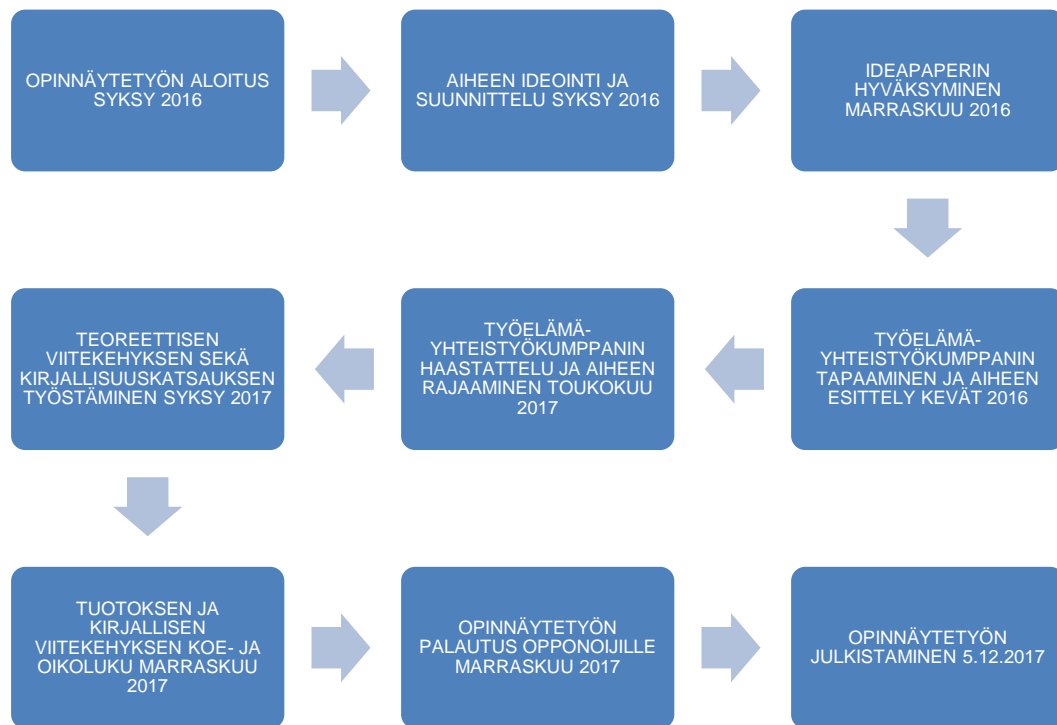 OPINNÄYTETYÖN ALOITUS
SYKSY 2016
AIHEEN IDEOINTI JA
SUUNNITTELU SYKSY 2016
IDEAPAPERIN
HYVÄKSYMINEN
MARRASKUU 2016
TYÖELÄMÄ-
YHTEISTYÖKUMPPANIN
TAPAAMINEN JA AIHEEN
ESITTELY KEVÄT 2016
TYÖELÄMÄ-
YHTEISTYÖKUMPPANIN
HAASTATTELU JA AIHEEN
RAJAAMINEN TOUKOKUU
2017
TEOREETTISEN
VIITEKEHYKSEN SEKÄ
KIRJALLISUUSKATSAUKSEN
TYÖSTÄMINEN SYKSY 2017
TUOTOKSEN JA
KIRJALLISEN
VIITEKEHYKSEN KOE- JA
OIKOLUKU MARRASKUU
2017
OPINNÄYTETYÖN
PALAUTUS OPPONOIJILLE
MARRASKUU 2017
OPINNÄYTETYÖN
JULKISTAMINEN 5.12.2017